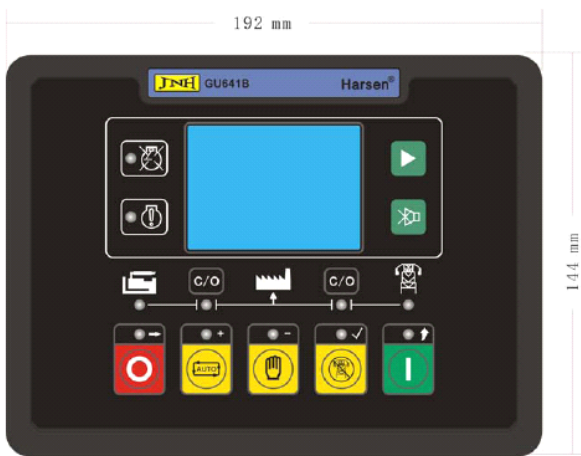 192 mm
JNH GU641B Harsen®
C/O C/O
+ -
AUTO
144 mm